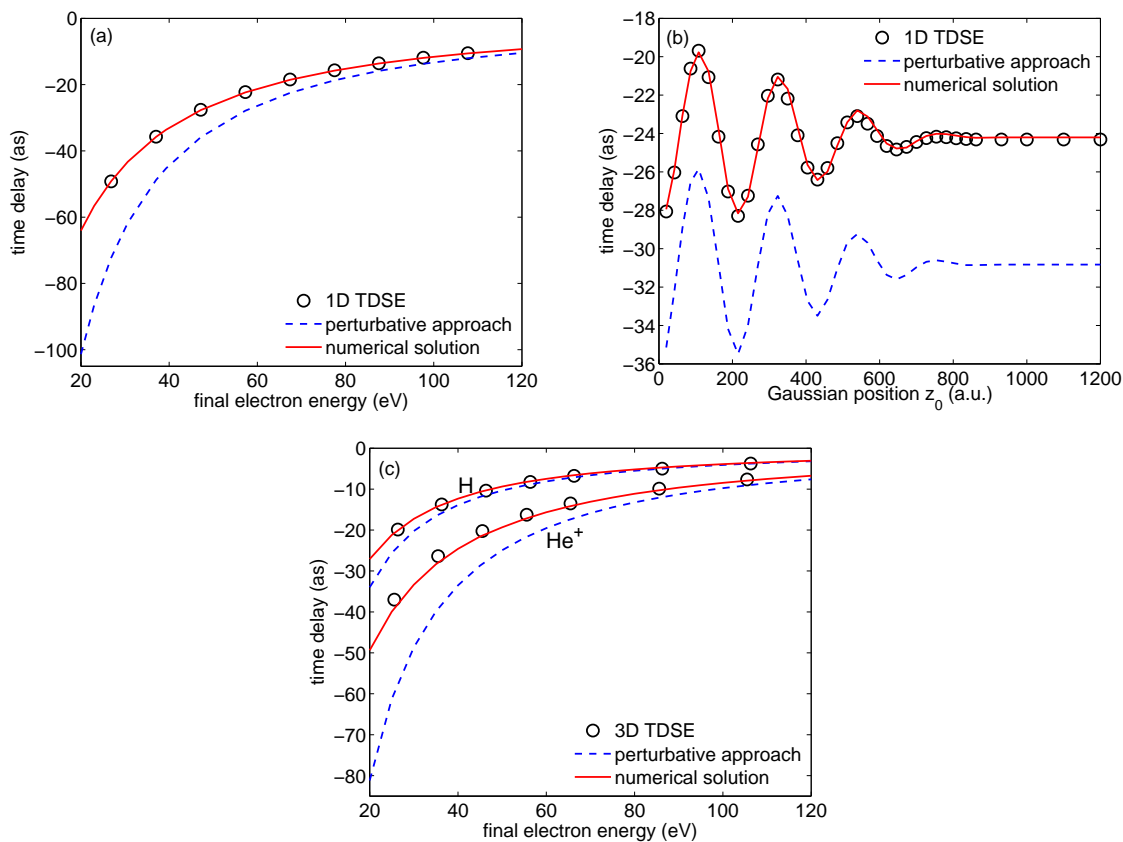 (a)
0
−20
−40
−60
−80
−100
time delay (as)
1D TDSE
perturbative approach
numerical solution
20
40
60
80
100
120
final electron energy (eV)
(b)
−18
−20
−22
−24
−26
−28
−30
−32
−34
−36
time delay (as)
1D TDSE
perturbative approach
numerical solution
0
200
400
600
800
1000
1200
Gaussian position z_0 (a.u.)
(c)
0
−10
−20
−30
−40
−50
−60
−70
−80
time delay (as)
H
He+
3D TDSE
perturbative approach
numerical solution
20
40
60
80
100
120
final electron energy (eV)